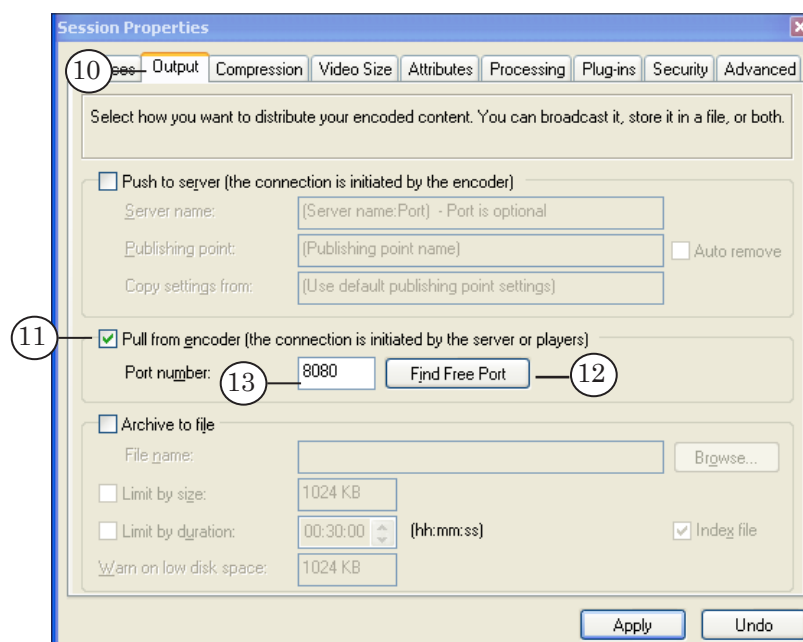 Session Properties
10 Output Compression Video Size Attributes Processing Plug-ins Security Advanced
Select how you want to distribute your encoded content. You can broadcast it, store it in a file, or both.
Push to server (the connection is initiated by the encoder)
Server name: (Server name:Port) - Port is optional
Publishing point: (Publishing point name) Auto remove
Copy settings from: (Use default publishing point settings)
11 Pull from encoder (the connection is initiated by the server or players)
Port number: 13 8080 Find Free Port 12
Archive to file
File name: Browse...
Limit by size: 1024 KB
Limit by duration: 00:30:00 (hh:mm:ss) Index file
Warn on low disk space: 1024 KB
Apply Undo